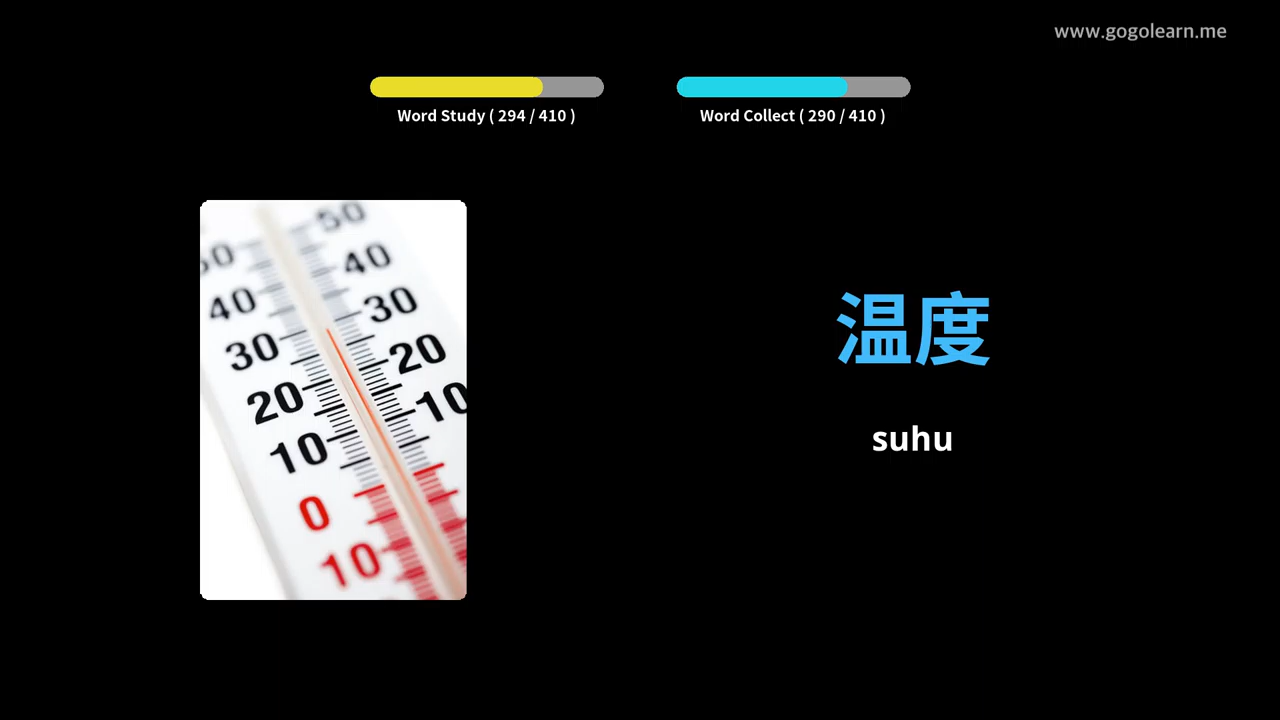 www.gogolearn.me
Word Study ( 294 / 410 )
Word Collect ( 290 / 410 )
50
50
40
40
30
30
20
20
10
10
0
10
温度
suhu